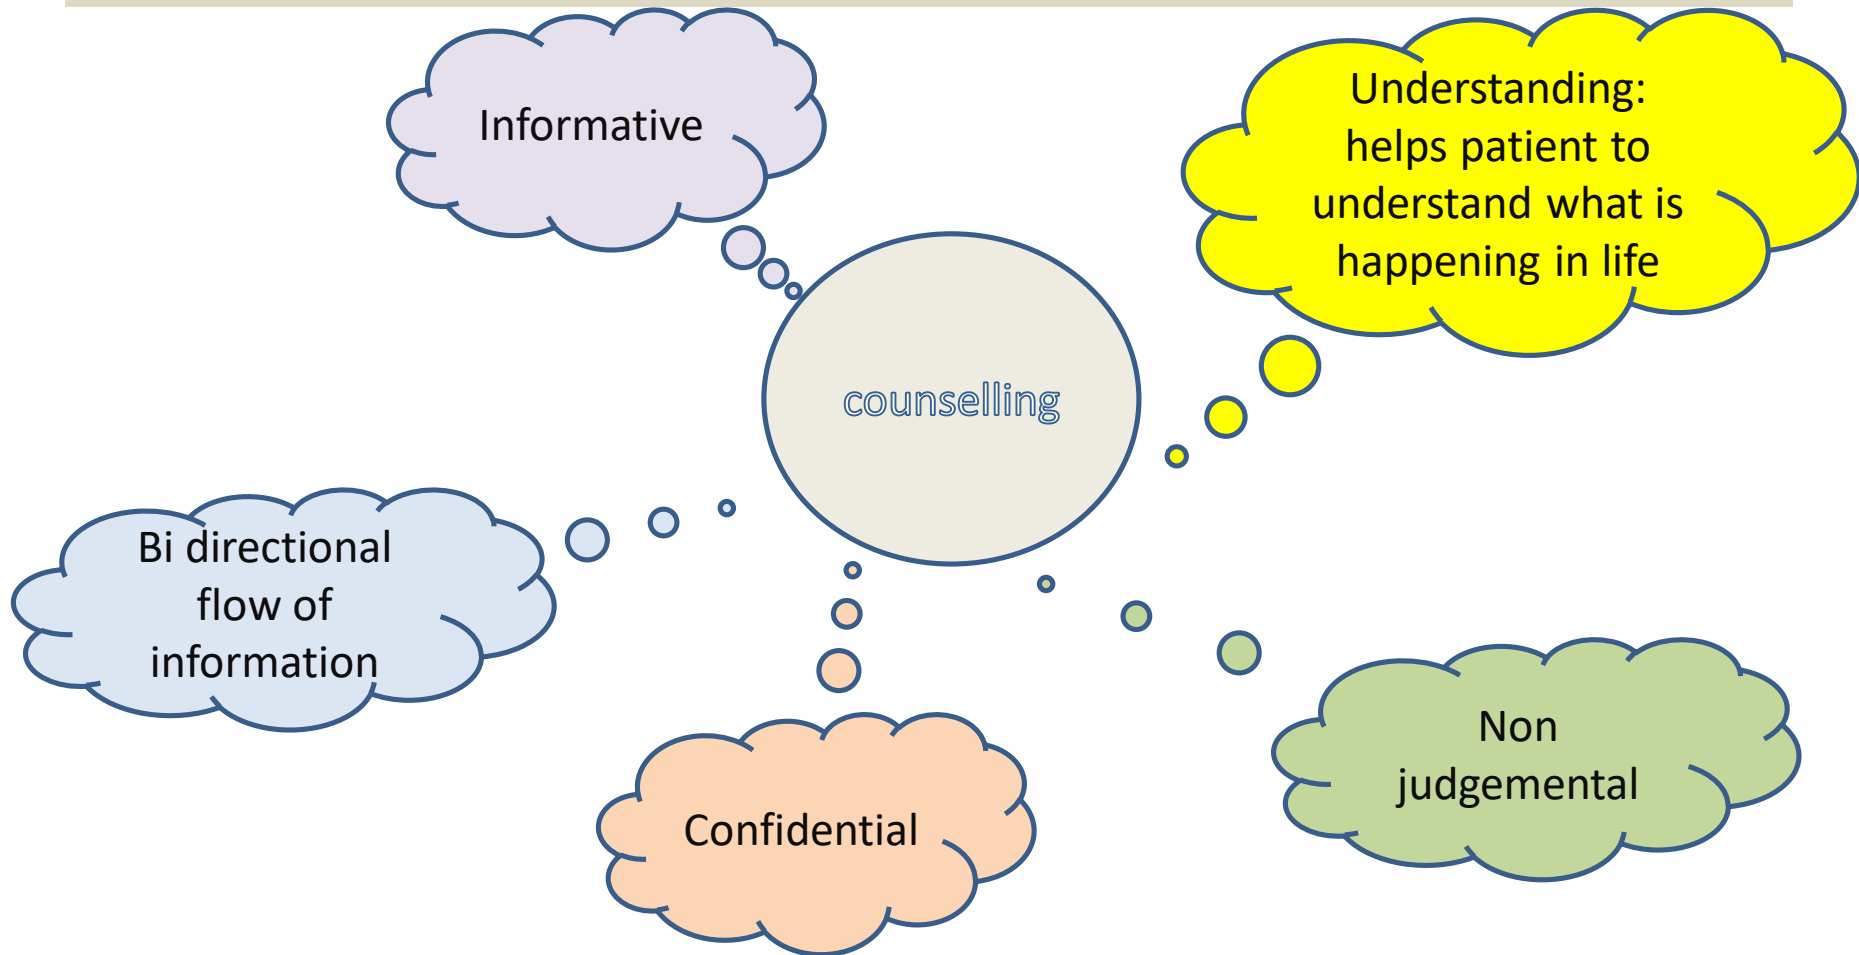 Informative
Understanding:
helps patient to
understand what is
happening in life
counselling
Bi directional
flow of
information
Confidential
Non
judgemental